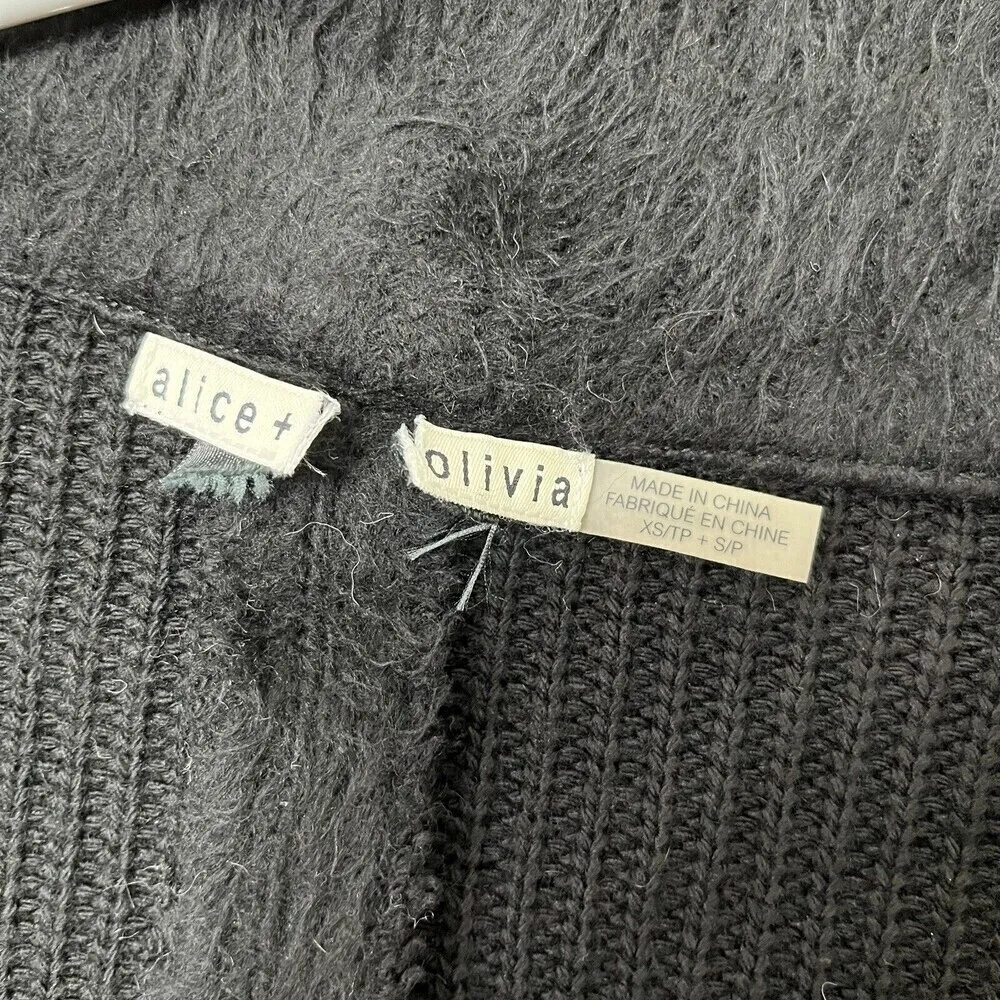 alice +
olivia
MADE IN CHINA
FABRIQUÉ EN CHINE
XS/TP + S/P